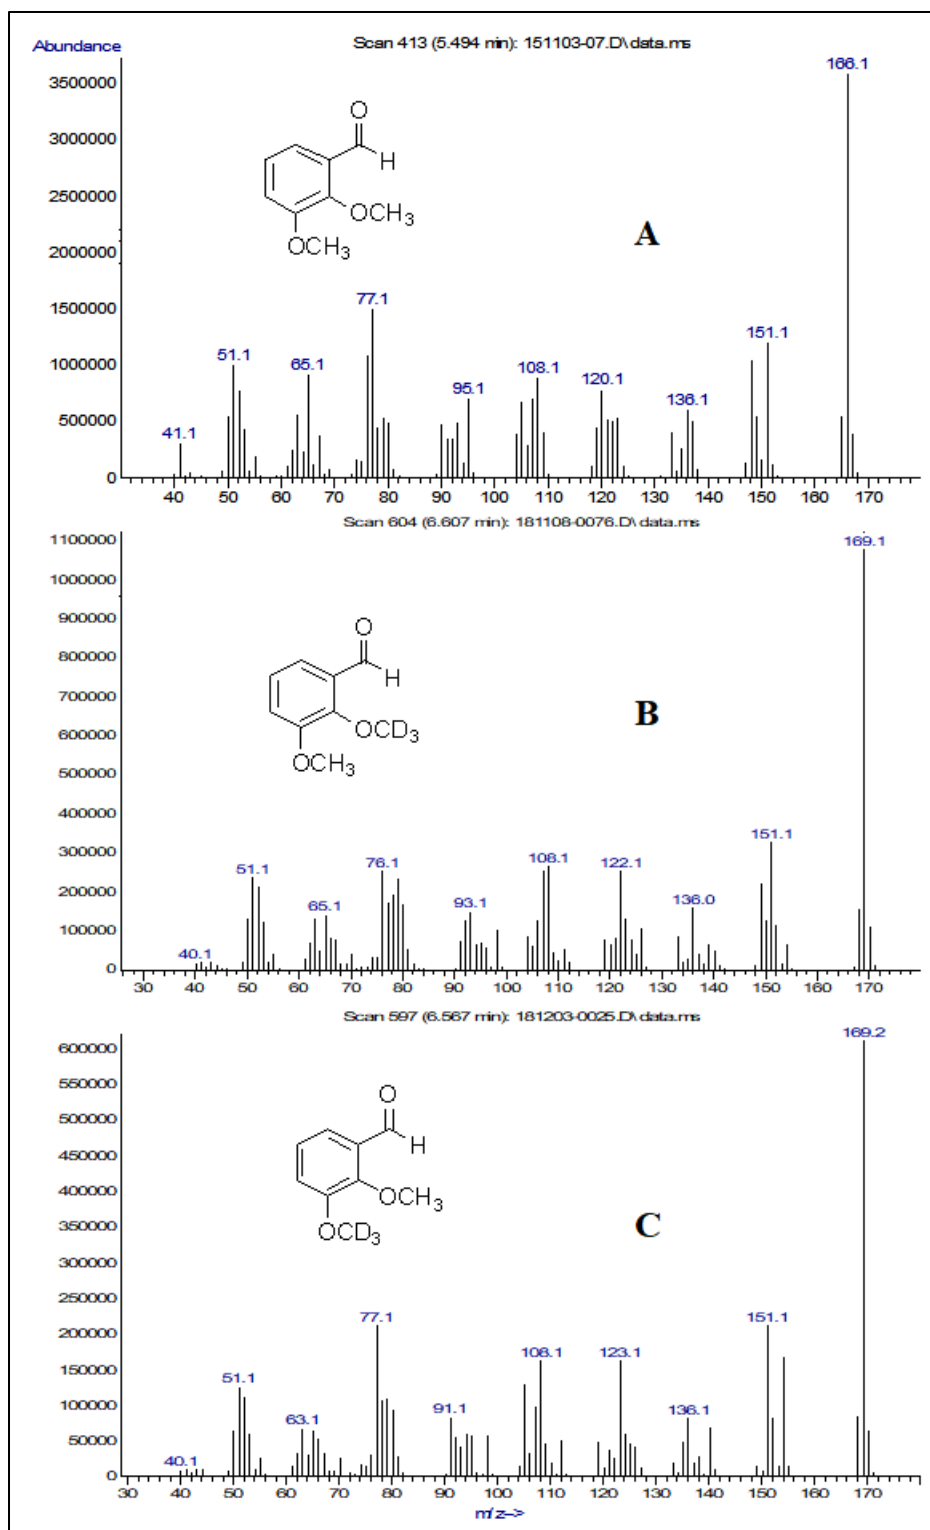 Scan 413 (5.494 min): 151103-07.D\data.ms
Abundance
166.1
3500000
3000000
2500000
2000000
1500000
1000000
500000
0
O
H
OCH3
OCH3
A
77.1
51.1
65.1
41.1
95.1
108.1
120.1
136.1
151.1
40 50 60 70 80 90 100 110 120 130 140 150 160 170
Scan 604 (6.607 min): 181108-0076.D\data.ms
169.1
1100000
1000000
900000
800000
700000
600000
500000
400000
300000
200000
100000
0
O
H
OCD3
OCH3
B
51.1
76.1
65.1
40.1
93.1
108.1
122.1
136.0
151.1
30 40 50 60 70 80 90 100 110 120 130 140 150 160 170
Scan 597 (6.567 min): 181203-0025.D\data.ms
169.2
600000
550000
500000
450000
400000
350000
300000
250000
200000
150000
100000
50000
0
O
H
OCH3
OCD3
C
77.1
51.1
63.1
40.1
91.1
108.1
123.1
136.1
151.1
30 40 50 60 70 80 90 100 110 120 130 140 150 160 170
m/z-->